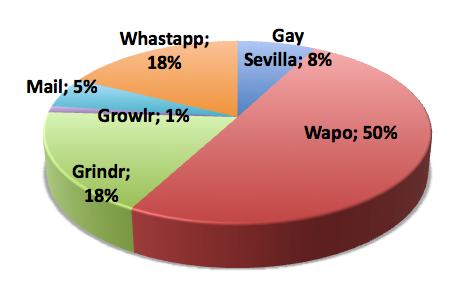 Gay
Sevilla; 8%
Whastapp;
18%
Mail; 5%
Growlr; 1%
Wapo; 50%
Grindr;
18%